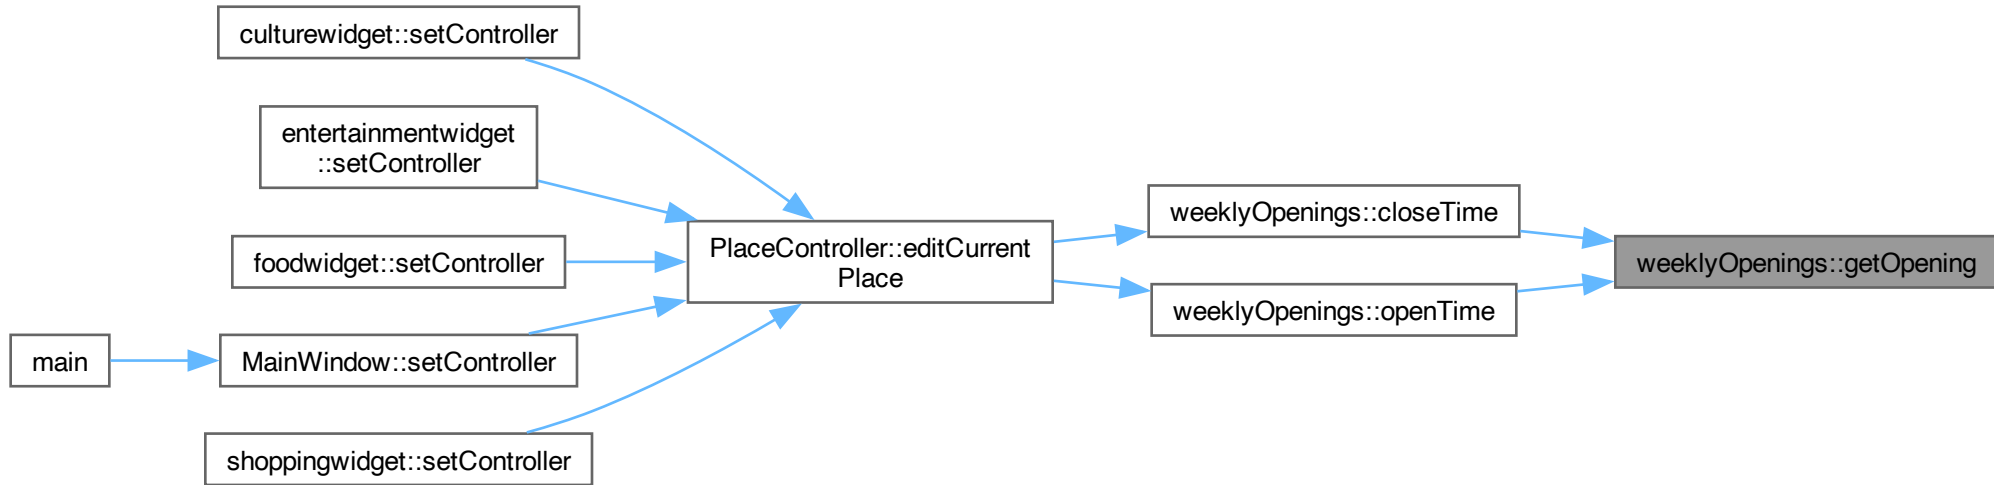 culturewidget::setController
entertainmentwidget
::setController
foodwidget::setController
main
MainWindow::setController
shoppingwidget::setController
PlaceController::editCurrent
Place
weeklyOpenings::closeTime
weeklyOpenings::openTime
weeklyOpenings::getOpening